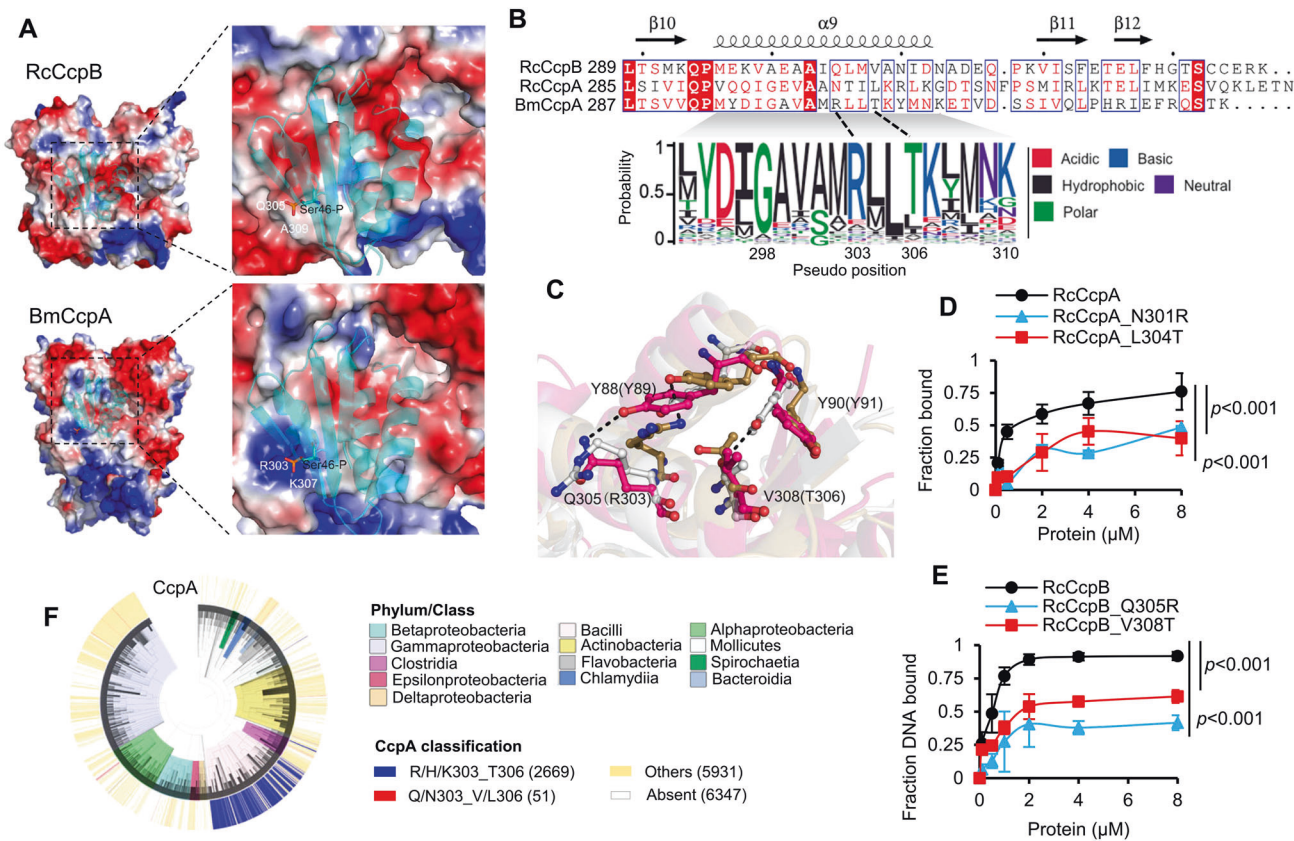 A
RcCcpB
Q305
Ser46-P
A309
BmCcpA
R303
Ser46-P
K307
B
β10 α9 β11 β12
RcCcpB 289 LTSMKQPMEKVAEAAIQLMVANIDNADEQ.PKVISFETELFHGTSCCERK..
RcCcpA 285 LSIVIQPVQQIGEVAANTILKRLKGDTSNFPSMIRLKTELIMKESVQKLETN
BmCcpA 287 LTSVVQPMYDIGAVAMRLLTKYMNKETVD.SSIVQLPHRIEFRQSTK.....
Probability
1
0.5
0
298 303 306 310
Pseudo position
Acidic Basic
Hydrophobic Neutral
Polar
C
Y88(Y89)
Y90(Y91)
Q305(R303)
V308(T306)
D
RcCcpA
RcCcpA_N301R
RcCcpA_L304T
Fraction bound
1
0.75
0.5
0.25
0
0 2 4 6 8
Protein (µM)
p<0.001
p<0.001
E
RcCcpB
RcCcpB_Q305R
RcCcpB_V308T
Fraction DNA bound
1
0.75
0.5
0.25
0
0 2 4 6 8
Protein (µM)
p<0.001
p<0.001
F
CcpA
Phylum/Class
Betaproteobacteria Bacilli Alphaproteobacteria
Gammaproteobacteria Actinobacteria Mollicutes
Clostridia Flavobacteria Spirochaetia
Epsilonproteobacteria Chlamydiia Bacteroidia
Deltaproteobacteria
CcpA classification
R/H/K303_T306 (2669) Others (5931)
Q/N303_V/L306 (51) Absent (6347)